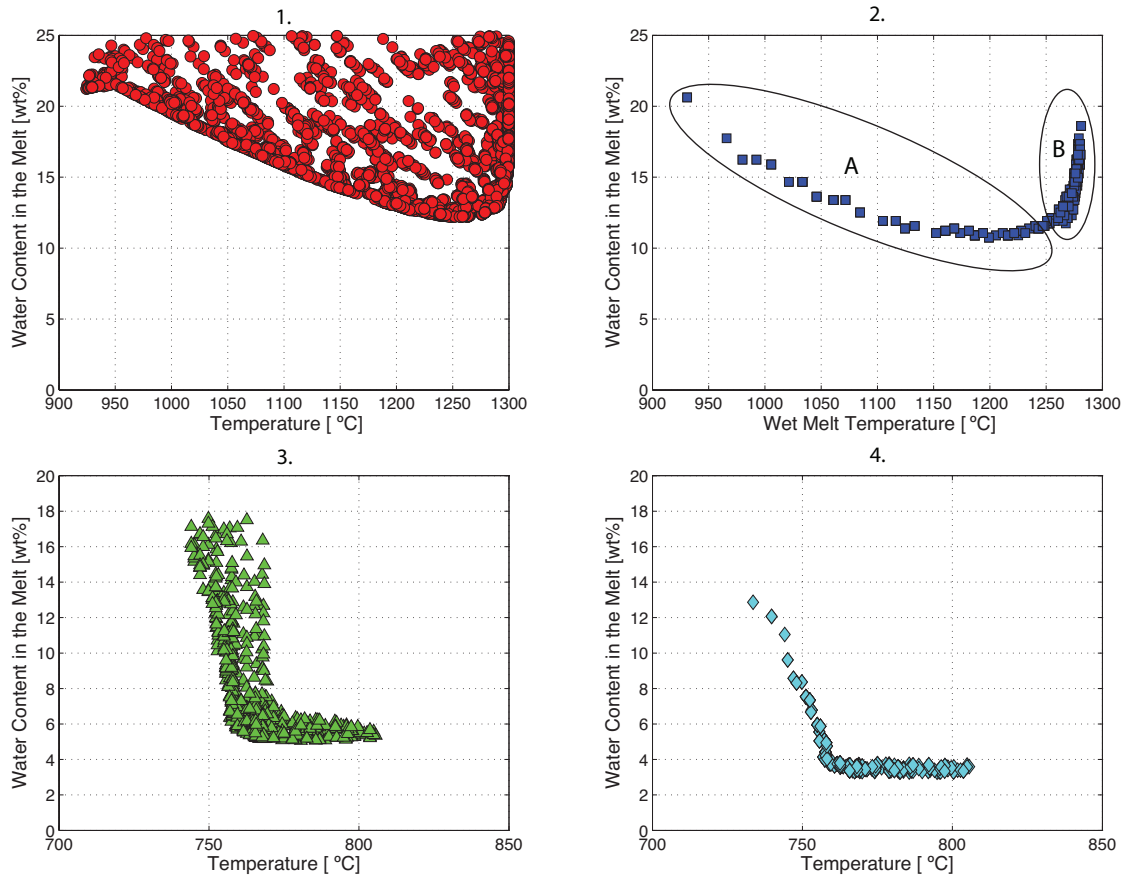 1.
25
20
15
10
5
0
Water Content in the Melt [wt%]
900 950 1000 1050 1100 1150 1200 1250 1300
Temperature [ ºC]
2.
25
20
15
10
5
0
Water Content in the Melt [wt%]
A
B
900 950 1000 1050 1100 1150 1200 1250 1300
Wet Melt Temperature [ ºC]
3.
20
18
16
14
12
10
8
6
4
2
0
Water Content in the Melt [wt%]
700 750 800 850
Temperature [ ºC]
4.
20
18
16
14
12
10
8
6
4
2
0
Water Content in the Melt [wt%]
700 750 800 850
Temperature [ ºC]